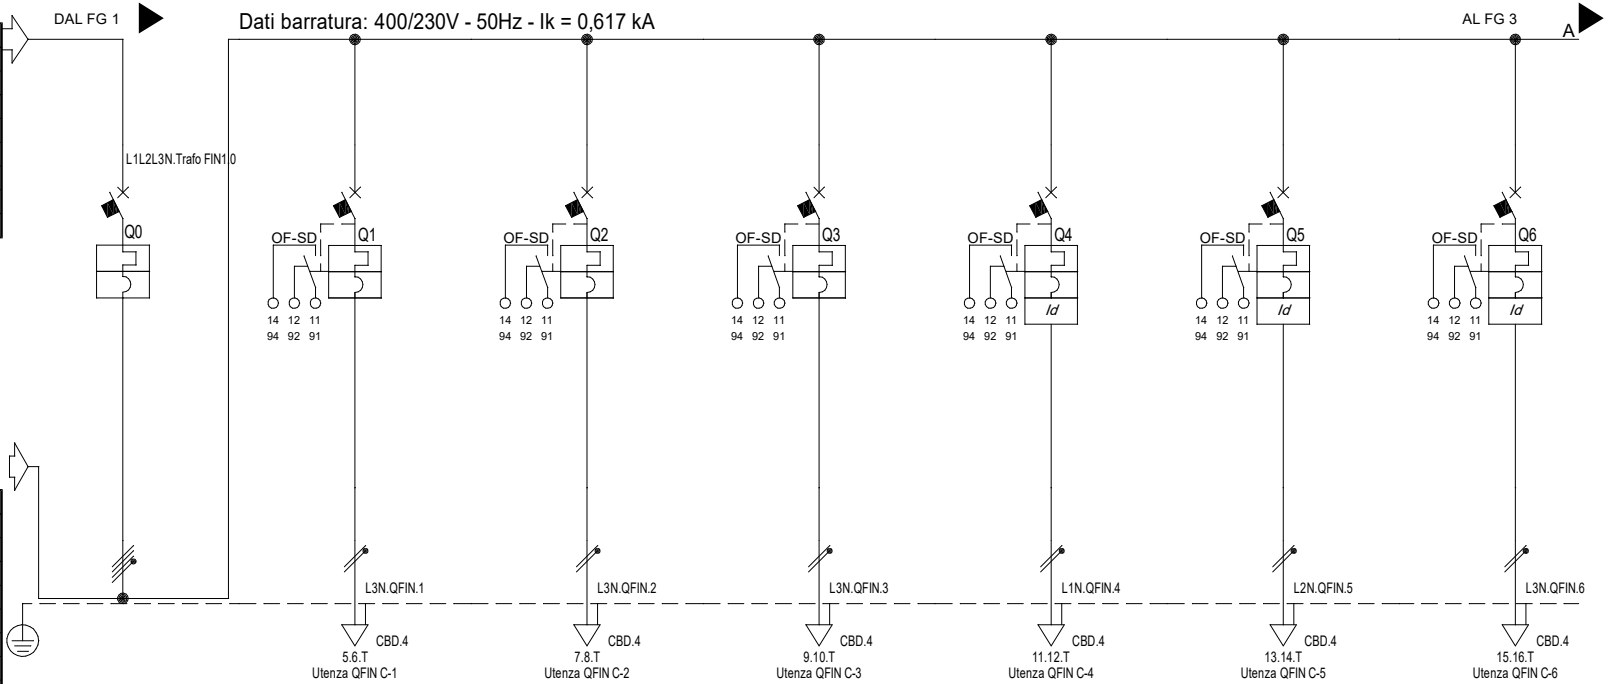 DAL FG 1
Dati barratura: 400/230V - 50Hz - Ik = 0,617 kA
AL FG 3
A
L1L2L3N.Trafo FIN1.0
Q0
OF-SD Q1
OF-SD Q2
OF-SD Q3
OF-SD Q4
OF-SD Q5
OF-SD Q6
Id Id Id
14 12 11
94 92 91
14 12 11
94 92 91
14 12 11
94 92 91
14 12 11
94 92 91
14 12 11
94 92 91
14 12 11
94 92 91
L3N.QFIN.1
L3N.QFIN.2
L3N.QFIN.3
L1N.QFIN.4
L2N.QFIN.5
L3N.QFIN.6
CBD.4
5.6.T
Utenza QFIN C-1
CBD.4
7.8.T
Utenza QFIN C-2
CBD.4
9.10.T
Utenza QFIN C-3
CBD.4
11.12.T
Utenza QFIN C-4
CBD.4
13.14.T
Utenza QFIN C-5
CBD.4
15.16.T
Utenza QFIN C-6